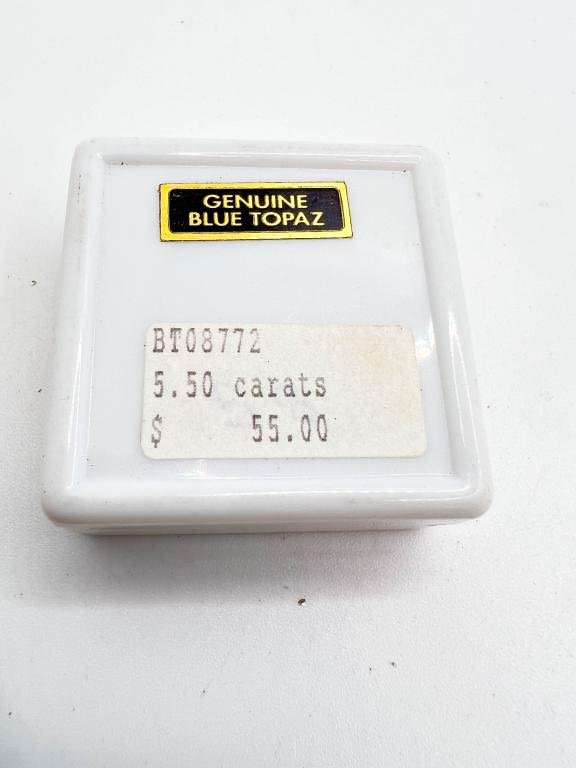 GENUINE
BLUE TOPAZ
BT08772
5.50 carats
$ 55.00